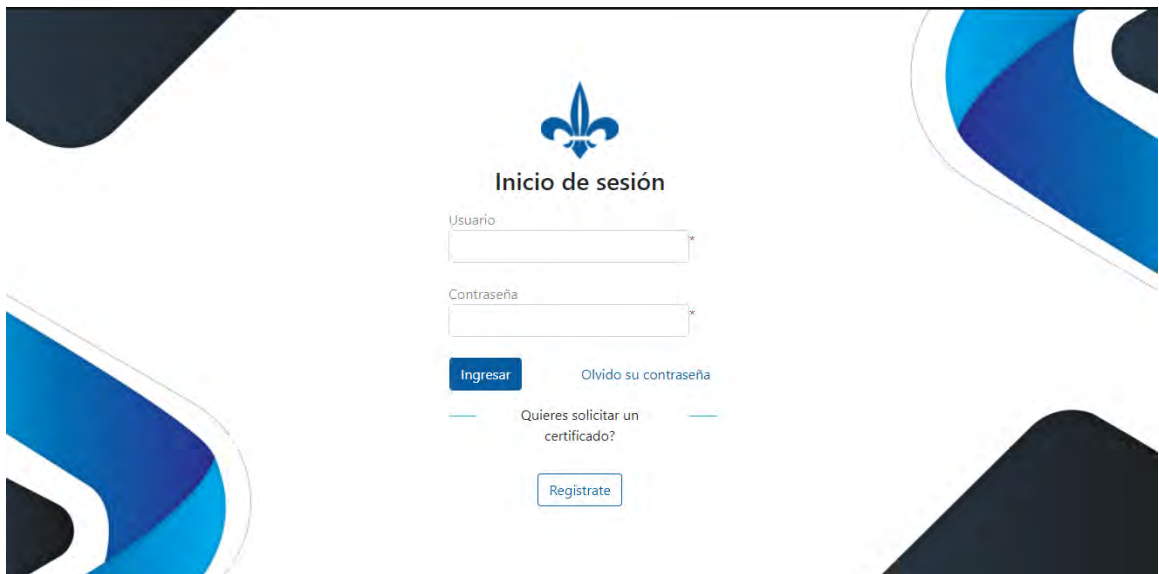 Inicio de sesión
Usuario
*
Contraseña
*
Ingresar
Olvido su contraseña
Quieres solicitar un
certificado?
Registrate